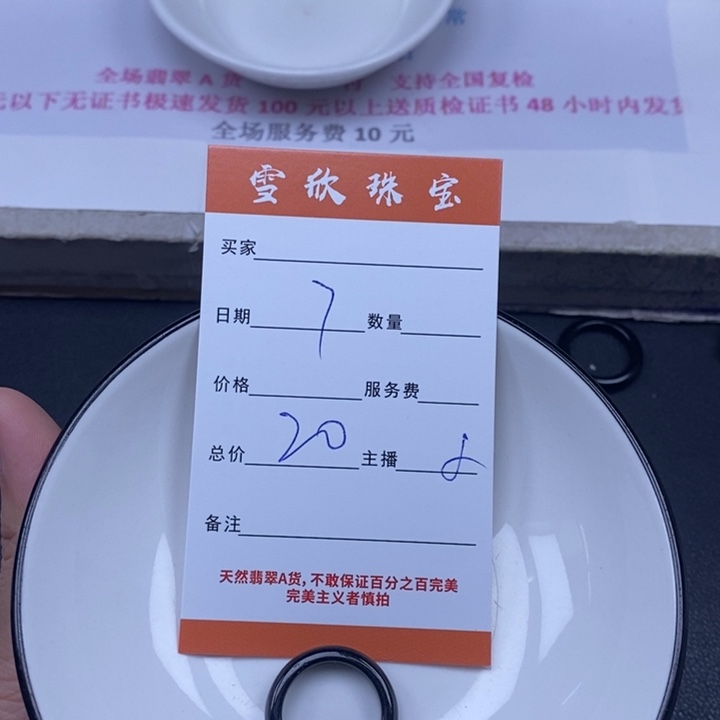 全场翡翠A货 支持全国复检
元以下无证书极速发货 100 元以上送质检证书 48 小时内发货
全场服务费 10 元
雪欣珠宝
买家
日期 7 数量
价格 服务费
总价 20 主播
备注
天然翡翠A货, 不敢保证百分之百完美
完美主义者慎拍